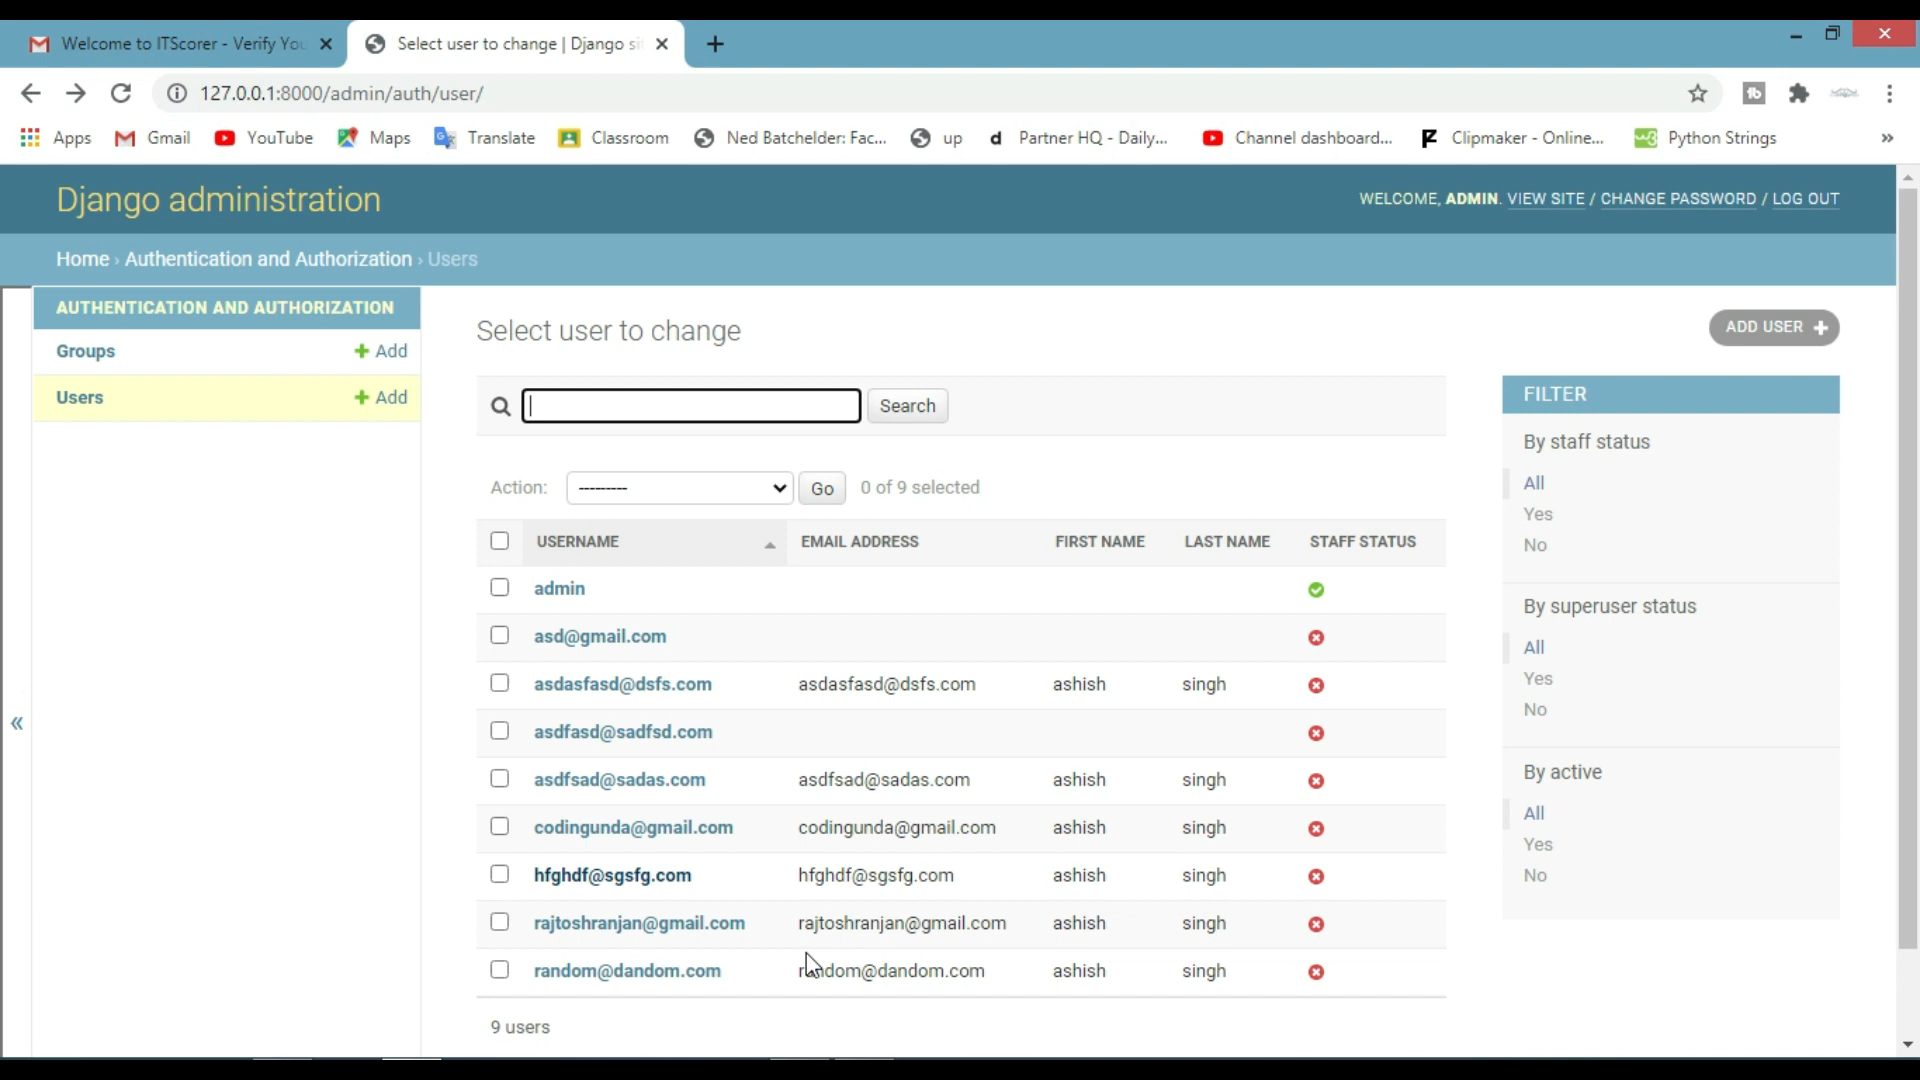 Welcome to ITScorer - Verify You
Select user to change | Django si
127.0.0.1:8000/admin/auth/user/
Apps Gmail YouTube Maps Translate Classroom Ned Batchelder: Fac... up d Partner HQ - Daily... Channel dashboard... Clipmaker - Online... Python Strings »
Django administration
WELCOME, ADMIN. VIEW SITE / CHANGE PASSWORD / LOG OUT
Home › Authentication and Authorization › Users
AUTHENTICATION AND AUTHORIZATION
Groups + Add
Users + Add
«
Select user to change
ADD USER +
Search
Action: --------- Go 0 of 9 selected
USERNAME EMAIL ADDRESS FIRST NAME LAST NAME STAFF STATUS
admin
asd@gmail.com
asdasfasd@dsfs.com asdasfasd@dsfs.com ashish singh
asdfasd@sadfsd.com
asdfsad@sadas.com asdfsad@sadas.com ashish singh
codingunda@gmail.com codingunda@gmail.com ashish singh
hfghdf@sgsfg.com hfghdf@sgsfg.com ashish singh
rajtoshranjan@gmail.com rajtoshranjan@gmail.com ashish singh
random@dandom.com random@dandom.com ashish singh
9 users
FILTER
By staff status
All
Yes
No
By superuser status
All
Yes
No
By active
All
Yes
No